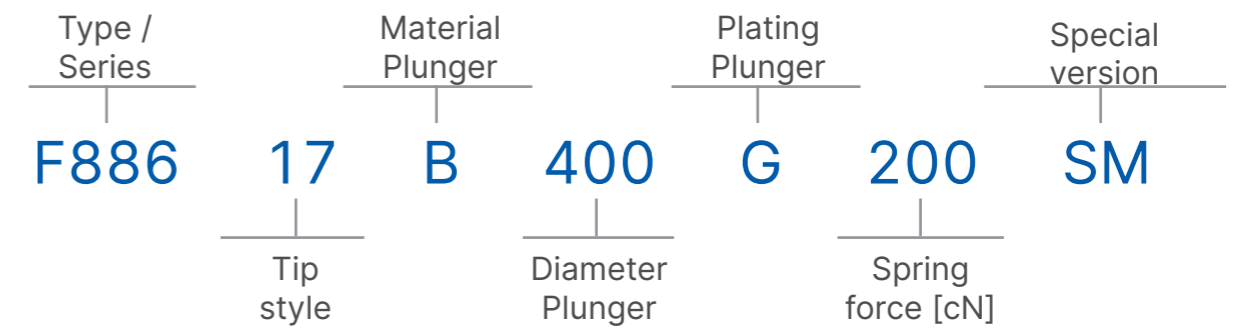 Type /
Series
Material
Plunger
Plating
Plunger
Special
version
F886 17 B 400 G 200 SM
Tip
style
Diameter
Plunger
Spring
force [cN]